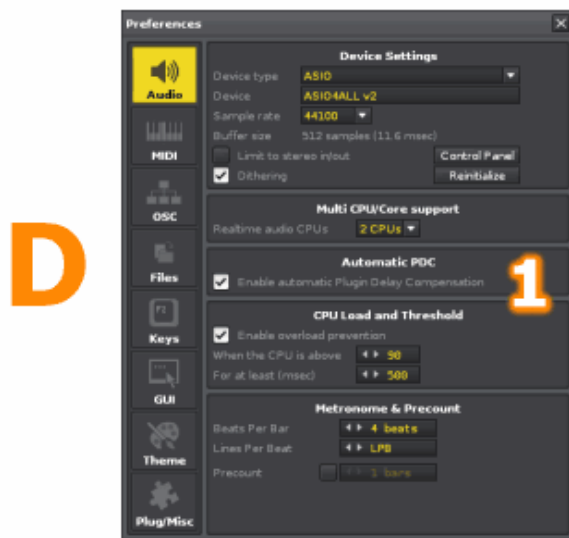 Preferences
Audio
MIDI
OSC
Files
Keys
GUI
Theme
Plug/Misc
Device Settings
Device type ASIO
Device ASIO4ALL v2
Sample rate 44100
Buffer size 512 samples (11.6 msec)
Limit to stereo in/out Control Panel
Dithering Reinitialize
Multi CPU/Core support
Realtime audio CPUs 2 CPUs
Automatic PDC
Enable automatic Plugin Delay Compensation
CPU Load and Threshold
Enable overload prevention
When the CPU is above 90
For at least (msec) 500
Metronome & Precount
Beats Per Bar 4 beats
Lines Per Beat LPB
Precount 1 bars
D
1